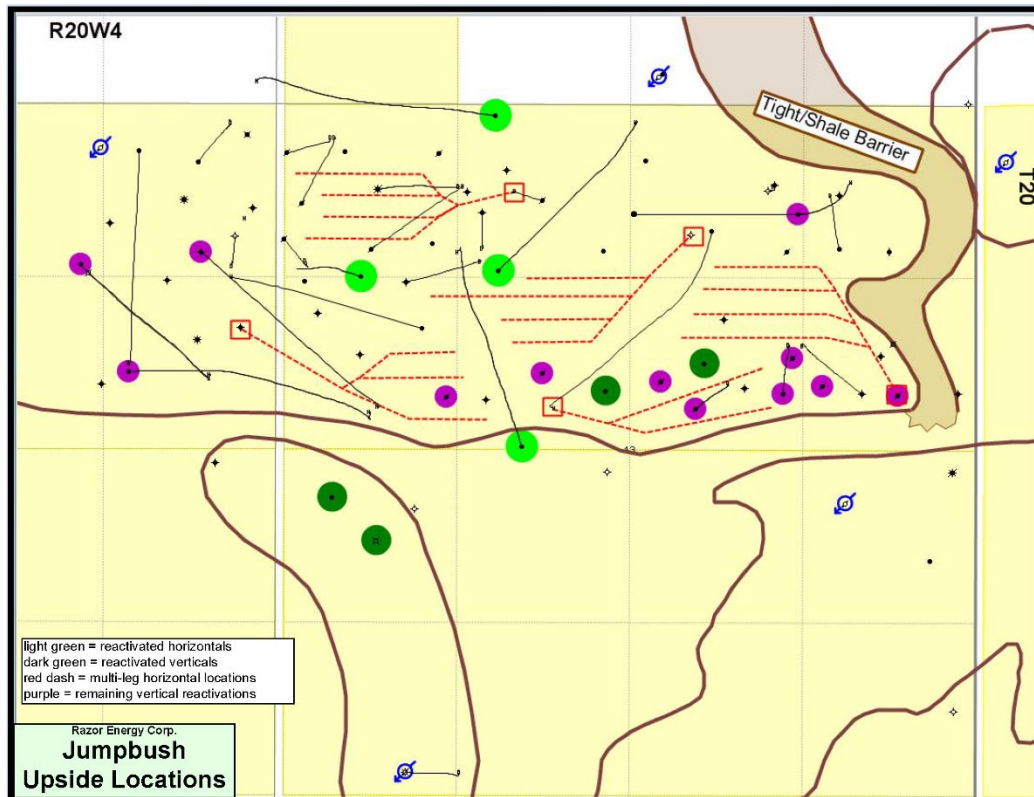 R20W4
Tight/Shale Barrier
T20
13
light green = reactivated horizontals
dark green = reactivated verticals
red dash = multi-leg horizontal locations
purple = remaining vertical reactivations
Razor Energy Corp.
Jumpbush
Upside Locations